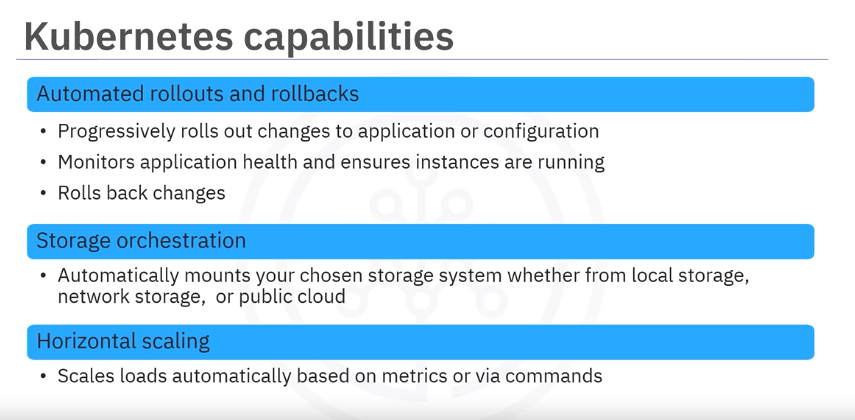 Kubernetes capabilities
Automated rollouts and rollbacks
• Progressively rolls out changes to application or configuration
• Monitors application health and ensures instances are running
• Rolls back changes
Storage orchestration
• Automatically mounts your chosen storage system whether from local storage,
network storage, or public cloud
Horizontal scaling
• Scales loads automatically based on metrics or via commands